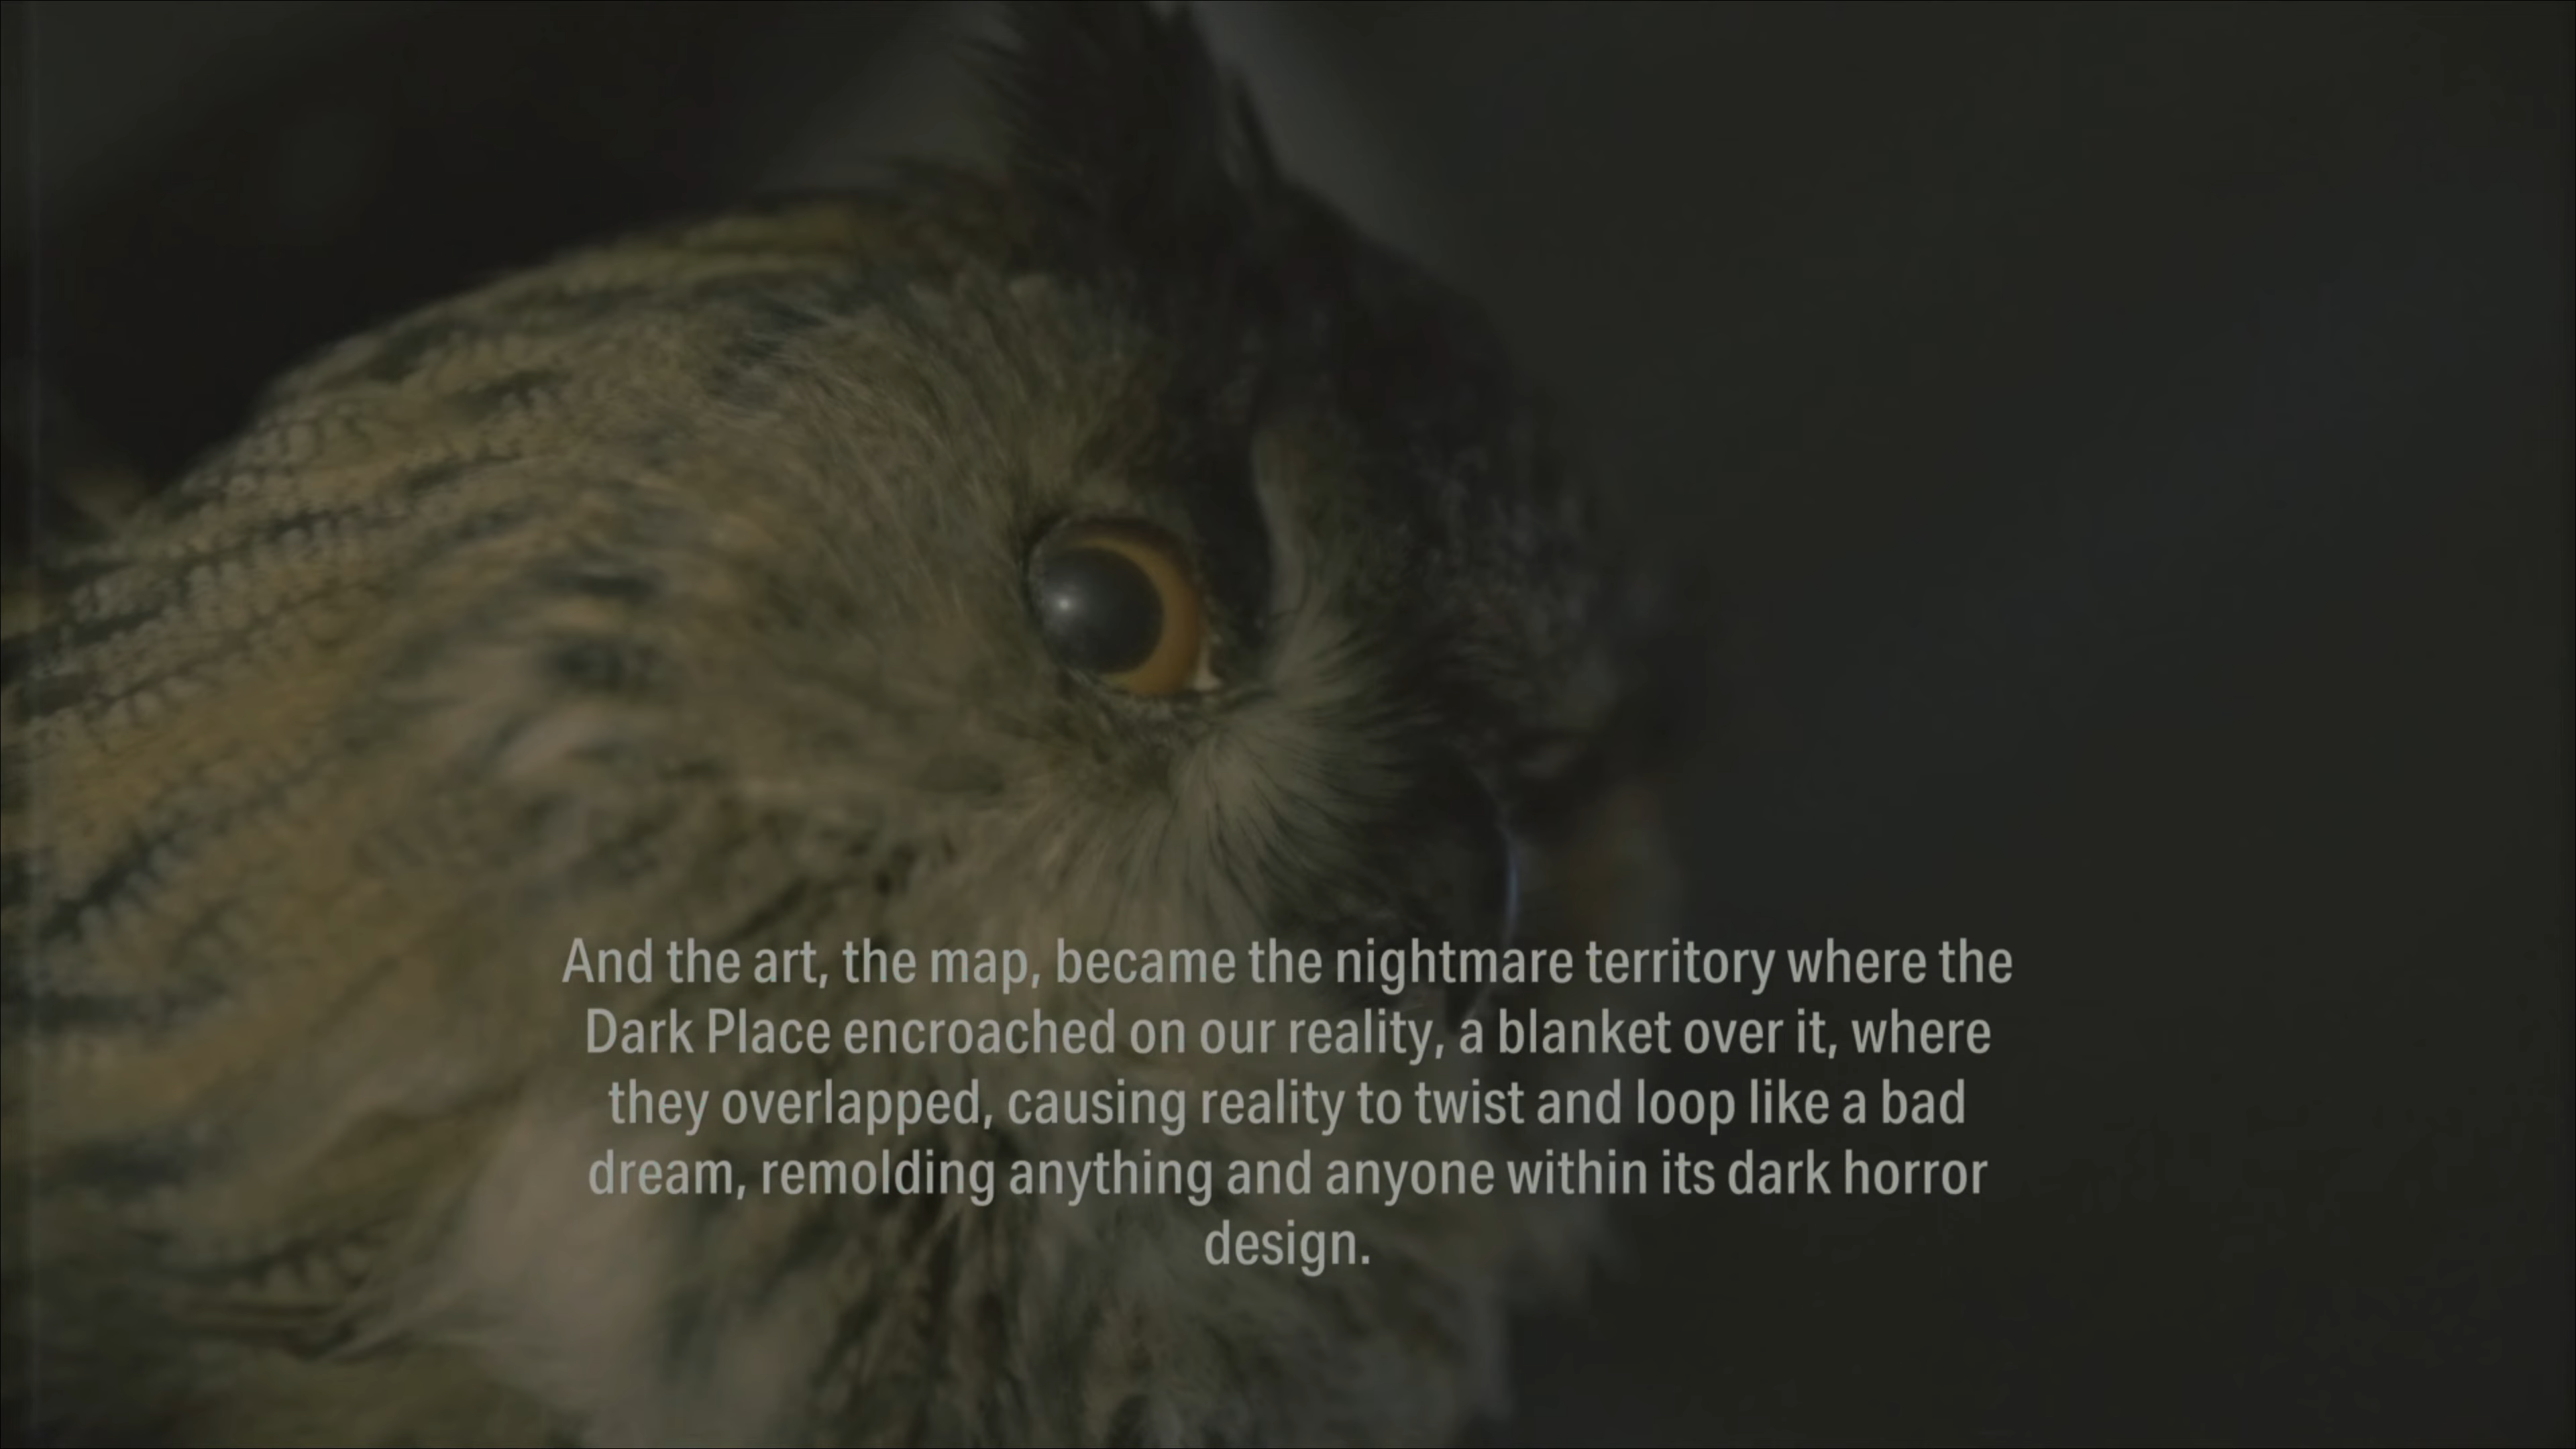 And the art, the map, became the nightmare territory where the
Dark Place encroached on our reality, a blanket over it, where
they overlapped, causing reality to twist and loop like a bad
dream, remolding anything and anyone within its dark horror
design.